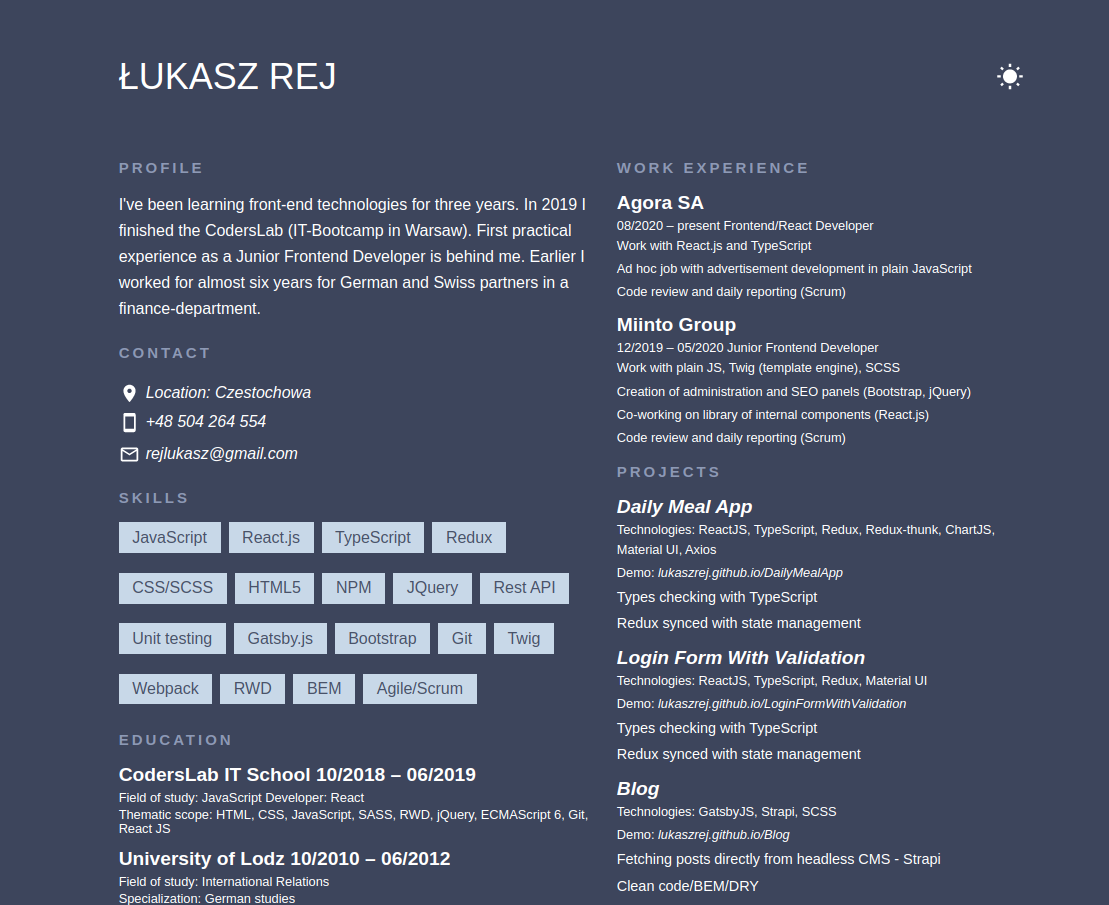 ŁUKASZ REJ
PROFILE
I've been learning front-end technologies for three years. In 2019 I
finished the CodersLab (IT-Bootcamp in Warsaw). First practical
experience as a Junior Frontend Developer is behind me. Earlier I
worked for almost six years for German and Swiss partners in a
finance-department.
CONTACT
Location: Czestochowa
+48 504 264 554
rejlukasz@gmail.com
SKILLS
JavaScript React.js TypeScript Redux
CSS/SCSS HTML5 NPM JQuery Rest API
Unit testing Gatsby.js Bootstrap Git Twig
Webpack RWD BEM Agile/Scrum
EDUCATION
CodersLab IT School 10/2018 – 06/2019
Field of study: JavaScript Developer: React
Thematic scope: HTML, CSS, JavaScript, SASS, RWD, jQuery, ECMAScript 6, Git,
React JS
University of Lodz 10/2010 – 06/2012
Field of study: International Relations
Specialization: German studies
WORK EXPERIENCE
Agora SA
08/2020 – present Frontend/React Developer
Work with React.js and TypeScript
Ad hoc job with advertisement development in plain JavaScript
Code review and daily reporting (Scrum)
Miinto Group
12/2019 – 05/2020 Junior Frontend Developer
Work with plain JS, Twig (template engine), SCSS
Creation of administration and SEO panels (Bootstrap, jQuery)
Co-working on library of internal components (React.js)
Code review and daily reporting (Scrum)
PROJECTS
Daily Meal App
Technologies: ReactJS, TypeScript, Redux, Redux-thunk, ChartJS,
Material UI, Axios
Demo: lukaszrej.github.io/DailyMealApp
Types checking with TypeScript
Redux synced with state management
Login Form With Validation
Technologies: ReactJS, TypeScript, Redux, Material UI
Demo: lukaszrej.github.io/LoginFormWithValidation
Types checking with TypeScript
Redux synced with state management
Blog
Technologies: GatsbyJS, Strapi, SCSS
Demo: lukaszrej.github.io/Blog
Fetching posts directly from headless CMS - Strapi
Clean code/BEM/DRY